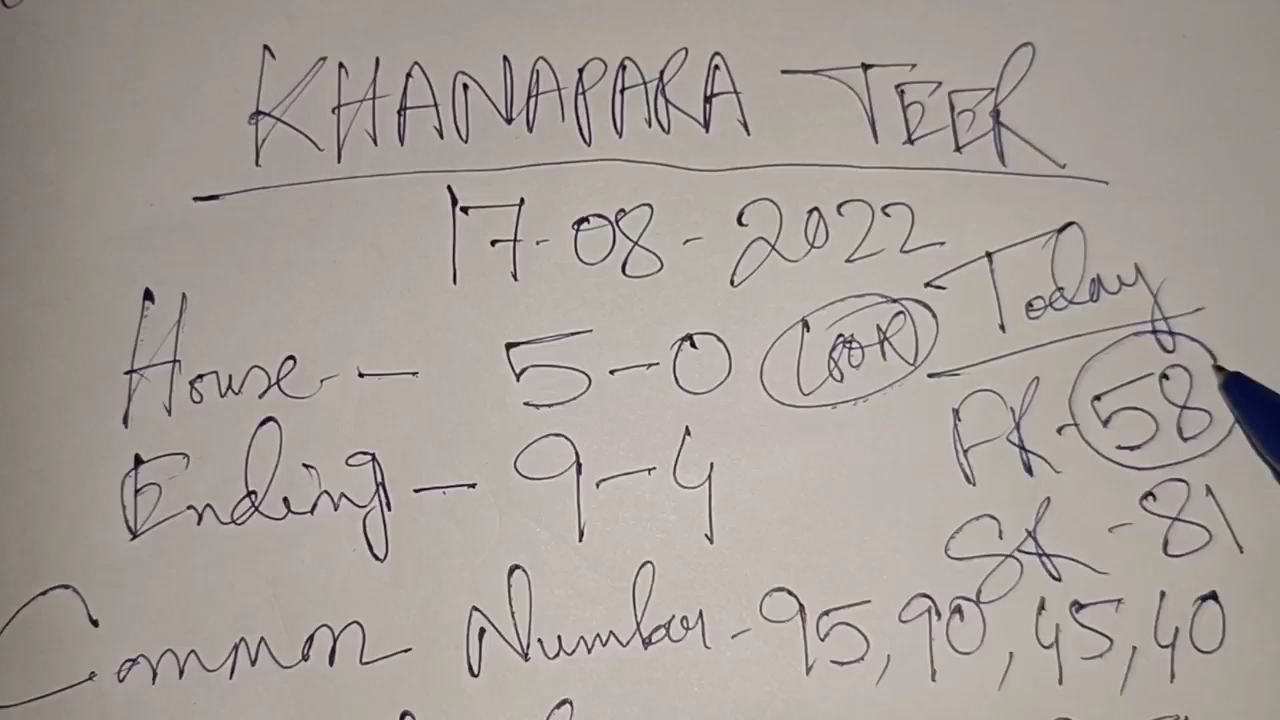 KHANAPARA TEER
17-08-2022
Today
House - 5-0
FR-58
Ending - 9-4
SR-81
Common Number-95,90,45,40